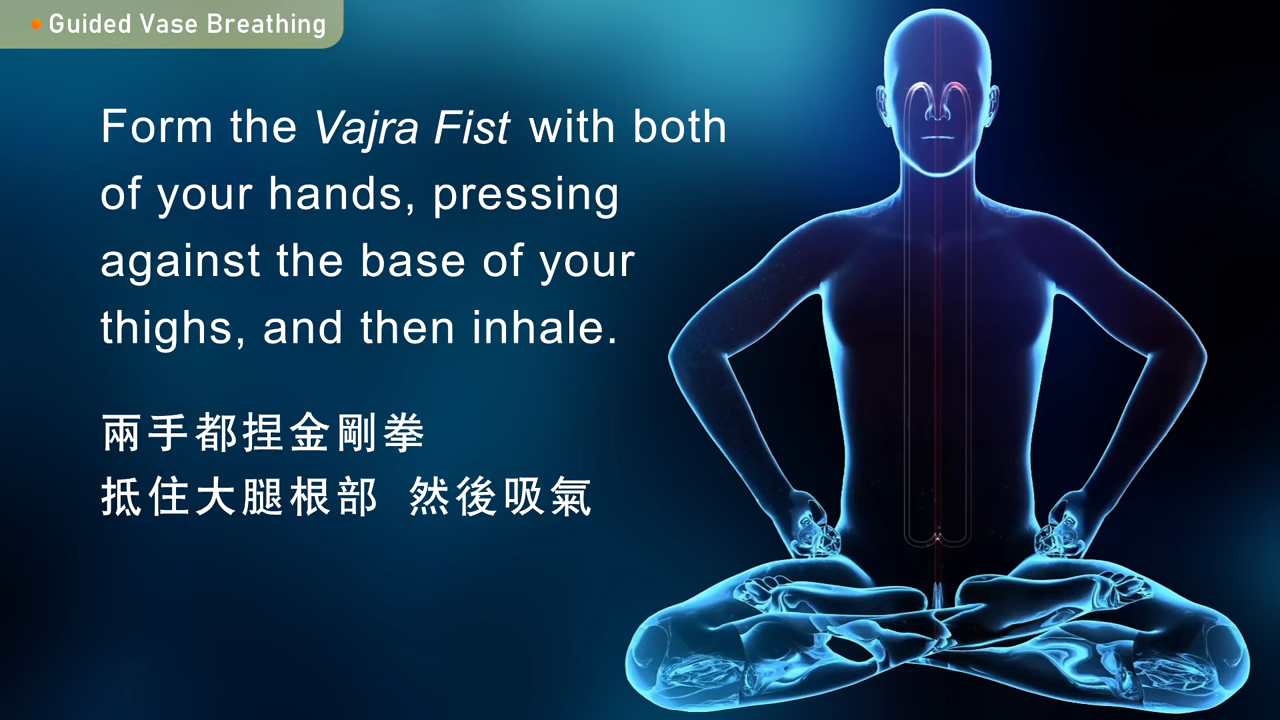 Guided Vase Breathing
Form the Vajra Fist with both
of your hands, pressing
against the base of your
thighs, and then inhale.
兩手都捏金剛拳
抵住大腿根部 然後吸氣